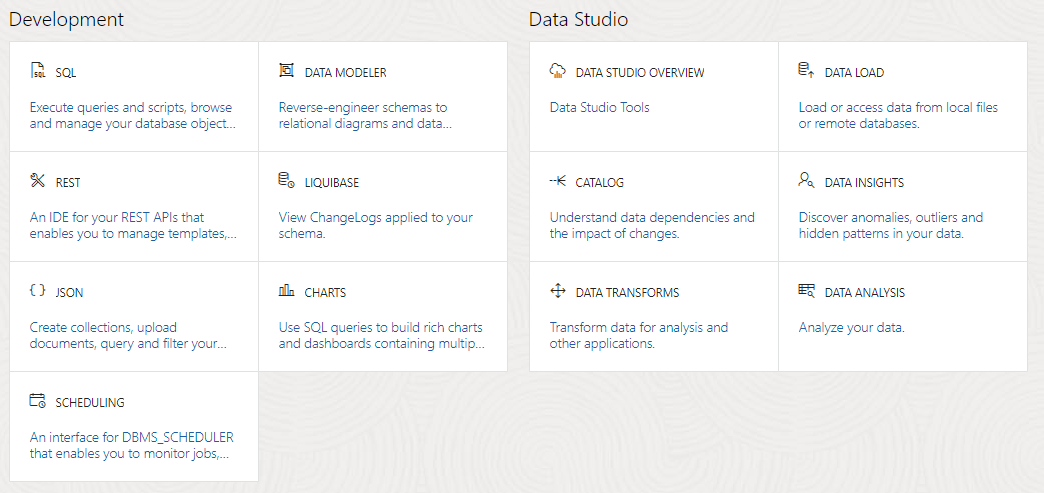 Development
SQL
Execute queries and scripts, browse
and manage your database object...
DATA MODELER
Reverse-engineer schemas to
relational diagrams and data...
REST
An IDE for your REST APIs that
enables you to manage templates,...
LIQUIBASE
View ChangeLogs applied to your
schema.
JSON
Create collections, upload
documents, query and filter your...
CHARTS
Use SQL queries to build rich charts
and dashboards containing multip...
SCHEDULING
An interface for DBMS_SCHEDULER
that enables you to monitor jobs,...
Data Studio
DATA STUDIO OVERVIEW
Data Studio Tools
DATA LOAD
Load or access data from local files
or remote databases.
CATALOG
Understand data dependencies and
the impact of changes.
DATA INSIGHTS
Discover anomalies, outliers and
hidden patterns in your data.
DATA TRANSFORMS
Transform data for analysis and
other applications.
DATA ANALYSIS
Analyze your data.